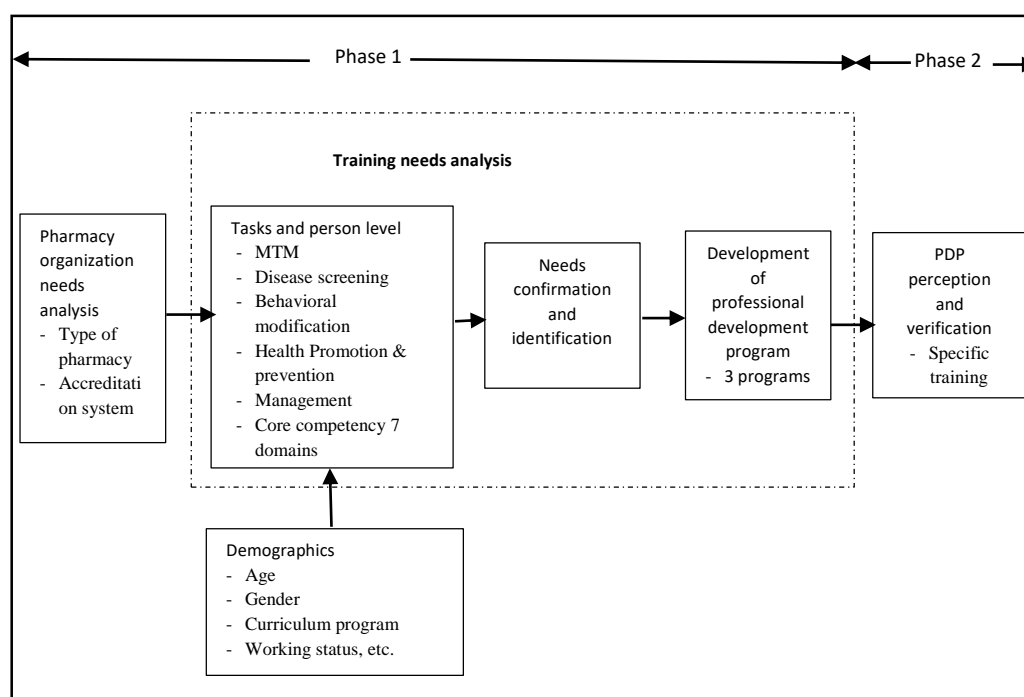 Phase 1
Phase 2
Training needs analysis
Pharmacy
organization
needs
analysis
- Type of
pharmacy
- Accreditati
on system
Tasks and person level
- MTM
- Disease screening
- Behavioral
modification
- Health Promotion &
prevention
- Management
- Core competency 7
domains
Needs
confirmation
and
identification
Development
of
professional
development
program
- 3 programs
PDP
perception
and
verification
- Specific
training
Demographics
- Age
- Gender
- Curriculum program
- Working status, etc.